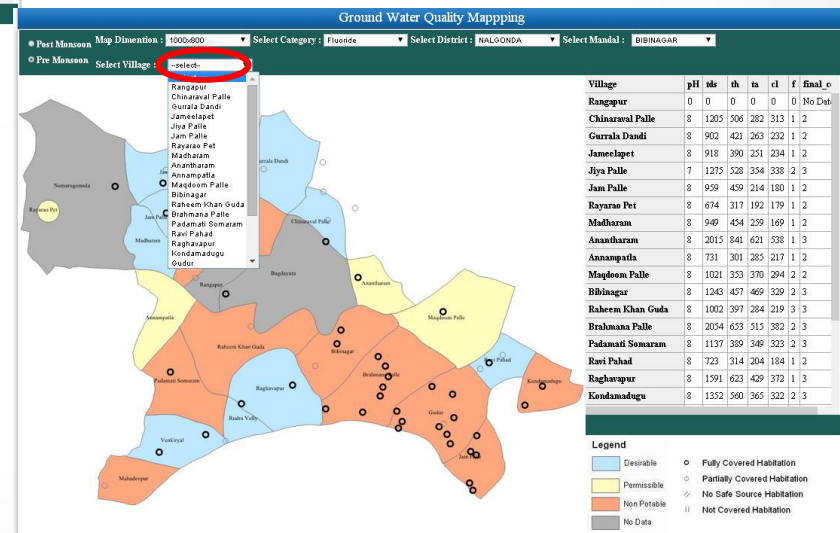 Ground Water Quality Mappping
Post Monsoon Map Dimention : 1000x800 Select Category : Fluoride Select District : NALGONDA Select Mandal : BIBINAGAR
Pre Monsoon Select Village : --select--
Rangapur
Chinaraval Palle
Gurrala Dandi
Jameelapet
Jiya Palle
Jam Palle
Rayarao Pet
Madharam
Anantharam
Annampatla
Maqdoom Palle
Bibinagar
Raheem Khan Guda
Brahmana Palle
Padamati Somaram
Ravi Pahad
Raghavapur
Kondamadugu
Gudur
Nemaragomula
Rayarao Pet
Jam Palle
Madharam
Chinaraval Palle
Rangapur
Bagdayara
Anantharam
Annampatla
Maqdoom Palle
Raheem Khan Guda
Bibinagar
Padamati Somaram
Raghavapur
Brahmana Palle
Ravi Pahad
Kondamadugu
Rudra Velly
Gudur
Venkiryal
Mahadevpur
Village pH tds th ta cl f
Rangapur 0 0 0 0 0 0 No Dat
Chinaraval Palle 8 1205 506 282 313 1 2
Gurrala Dandi 8 902 421 263 232 1 2
Jameelapet 8 918 390 251 234 1 2
Jiya Palle 7 1275 528 354 338 2 3
Jam Palle 8 959 459 214 180 1 2
Rayarao Pet 8 674 317 192 179 1 2
Madharam 8 949 454 259 169 1 2
Anantharam 8 2015 841 621 538 1 3
Annampatla 8 731 301 285 217 1 2
Maqdoom Palle 8 1021 353 370 294 2 2
Bibinagar 8 1243 457 469 329 2 3
Raheem Khan Guda 8 1002 397 284 219 3 3
Brahmana Palle 8 2054 653 515 382 2 3
Padamati Somaram 8 1137 389 349 323 2 3
Ravi Pahad 8 723 314 204 184 1 2
Raghavapur 8 1591 623 429 372 1 3
Kondamadugu 8 1352 560 365 322 2 3
Legend
Desirable
Permissible
Non Potable
No Data
Fully Covered Habitation
Partially Covered Habitation
No Safe Source Habitation
Not Covered Habitation